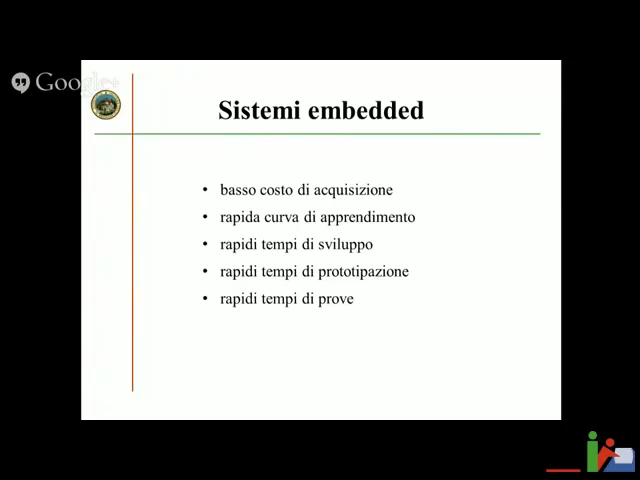 Google+
Sistemi embedded
• basso costo di acquisizione
• rapida curva di apprendimento
• rapidi tempi di sviluppo
• rapidi tempi di prototipazione
• rapidi tempi di prove